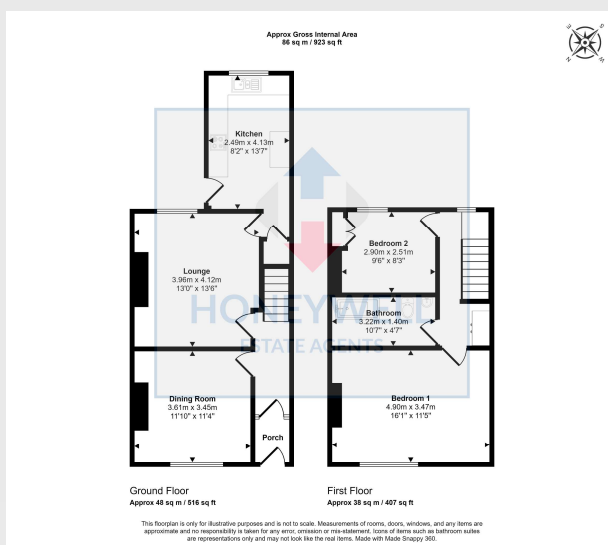 Approx Gross Internal Area
86 sq m / 923 sq ft
E
S
N
W
Kitchen
2.49m x 4.13m
8'2" x 13'7"
Lounge
3.96m x 4.12m
13'0" x 13'6"
Dining Room
3.61m x 3.45m
11'10" x 11'4"
Porch
Bedroom 2
2.90m x 2.51m
9'6" x 8'3"
Bathroom
3.22m x 1.40m
10'7" x 4'7"
Bedroom 1
4.90m x 3.47m
16'1" x 11'5"
HONEYWELL
ESTATE AGENTS
Ground Floor
Approx 48 sq m / 516 sq ft
First Floor
Approx 38 sq m / 407 sq ft
This floorplan is only for illustrative purposes and is not to scale. Measurements of rooms, doors, windows, and any items are
approximate and no responsibility is taken for any error, omission or mis-statement. Icons of items such as bathroom suites
are representations only and may not look like the real items. Made with Made Snappy 360.